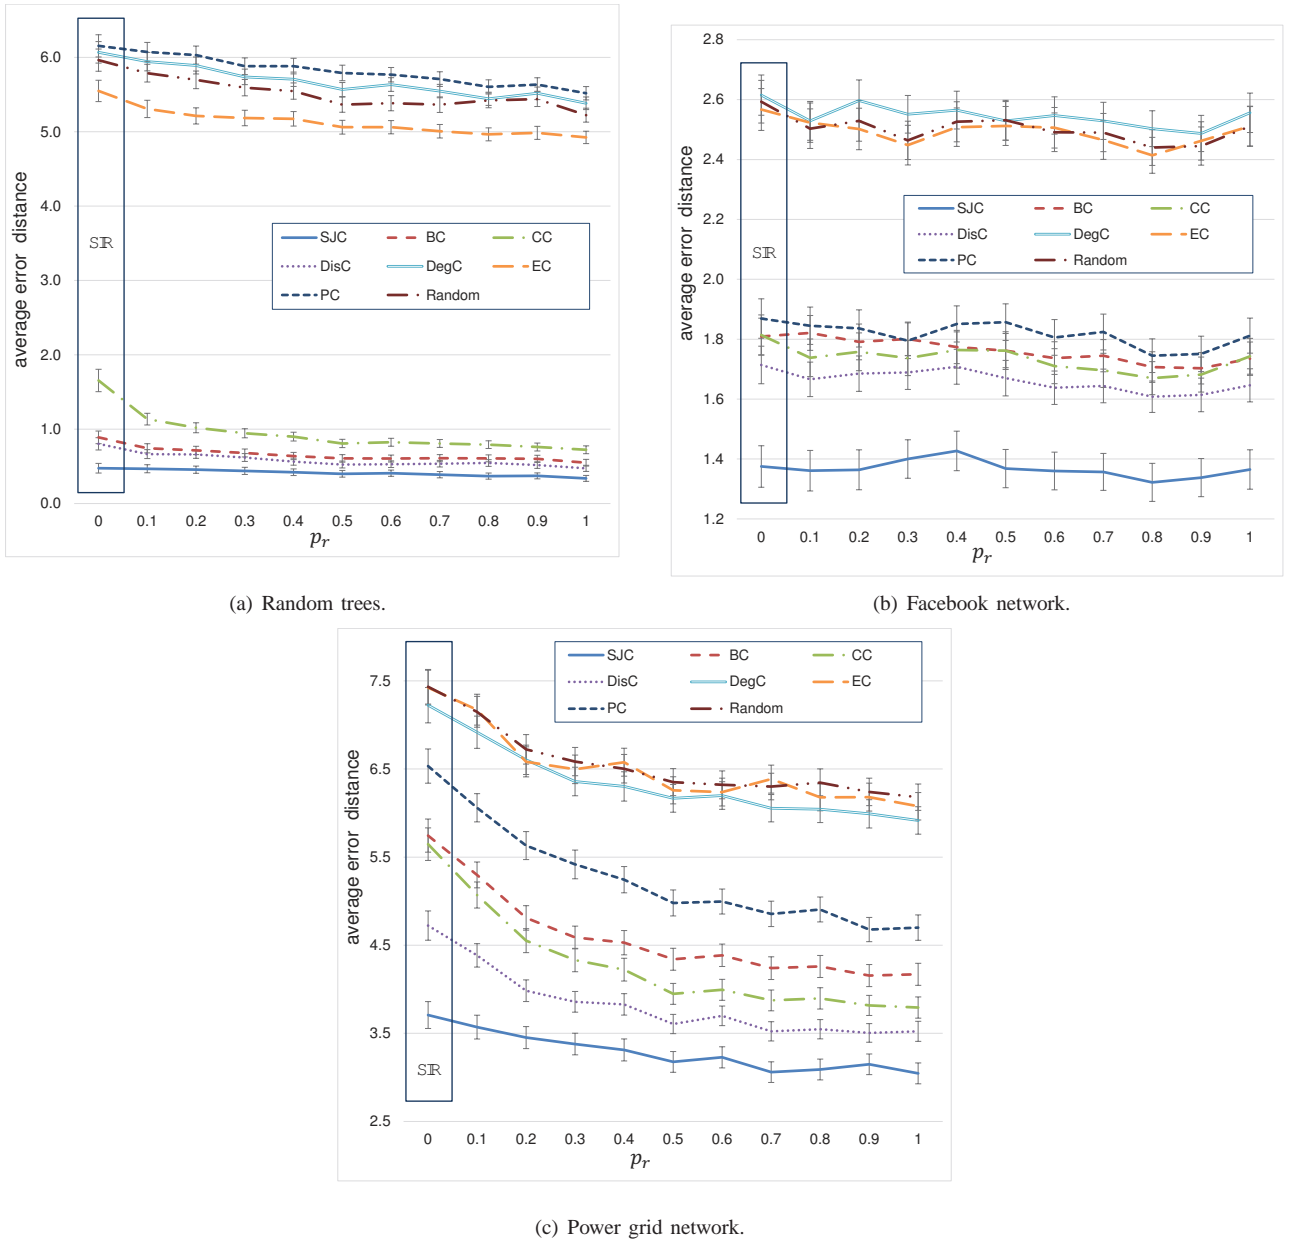 6.0
5.0
4.0
3.0
2.0
1.0
0.0
average error distance
SIR
SJC BC CC
DisC DegC EC
PC Random
0 0.1 0.2 0.3 0.4 0.5 0.6 0.7 0.8 0.9 1
p_r
(a) Random trees.
2.8
2.6
2.4
2.2
2.0
1.8
1.6
1.4
1.2
average error distance
SIR
SJC BC CC
DisC DegC EC
PC Random
0 0.1 0.2 0.3 0.4 0.5 0.6 0.7 0.8 0.9 1
p_r
(b) Facebook network.
7.5
6.5
5.5
4.5
3.5
2.5
average error distance
SIR
SJC BC CC
DisC DegC EC
PC Random
0 0.1 0.2 0.3 0.4 0.5 0.6 0.7 0.8 0.9 1
p_r
(c) Power grid network.